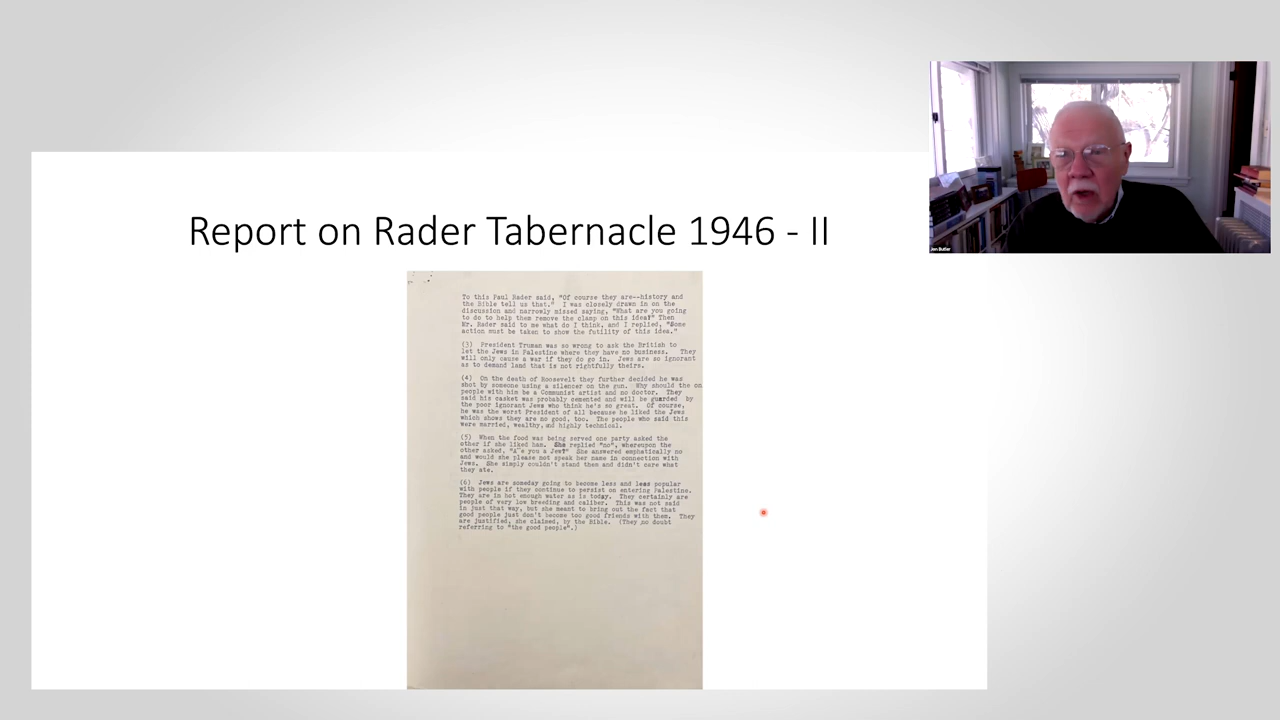 Report on Rader Tabernacle 1946 - II
To this Paul Rader said, "Of course they are--history and
the Bible tell us that." I was closely drawn in on the
discussion and narrowly missed saying, "What are you going
to do to help them remove the clamp on this idea?" Then
Mr. Rader said to me what do I think, and I replied, "Some
action must be taken to show the futility of this idea."
(3) President Truman was so wrong to ask the British to
let the Jews in Palestine where they have no business. They
will only cause a war if they do go in. Jews are so ignorant
as to demand land that is not rightfully theirs.
(4) On the death of Roosevelt they further decided he was
shot by someone using a silencer on the gun. Why should the on
people with him be a Communist artist and no doctor. They
said his casket was probably cemented and will be guarded by
the poor ignorant Jews who think he's so great. Of course,
he was the worst President of all because he liked the Jews
which shows they are no good, too. The people who said this
were married, wealthy, and highly technical.
(5) When the food was being served one party asked the
other if she liked ham. She replied "no", whereupon the
other asked, "Are you a Jew?" She answered emphatically no
and would she please not speak her name in connection with
Jews. She simply couldn't stand them and didn't care what
they ate.
(6) Jews are someday going to become less and less popular
with people if they continue to persist on entering Palestine.
They are in hot enough water as is today. They certainly are
people of very low breeding and caliber. This was not said
in just that way, but she meant to bring out the fact that
good people just don't become too good friends with them. They
are justified, she claimed, by the Bible. (They no doubt
referring to "the good people".)
Jon Butler